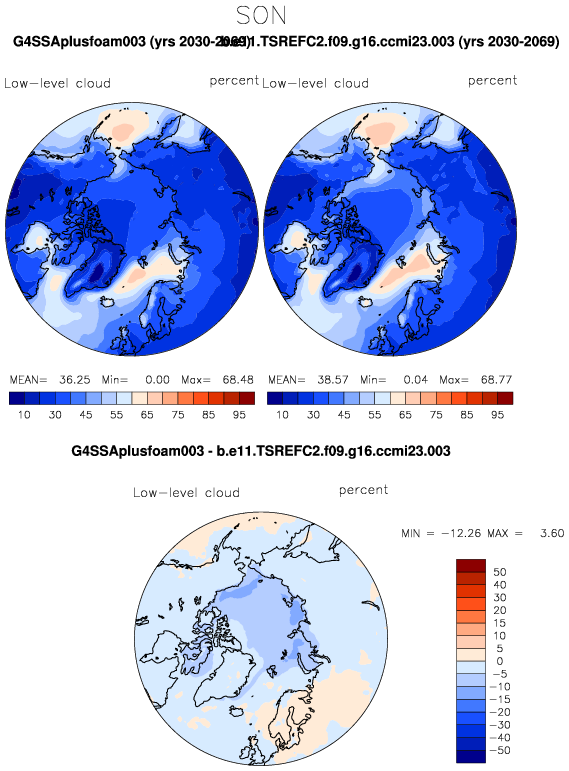 SON
G4SSAplusfoam003 (yrs 2030-2069) b.e11.TSREFC2.f09.g16.ccmi23.003 (yrs 2030-2069)
Low-level cloud percent Low-level cloud percent
MEAN= 36.25 Min= 0.00 Max= 68.48 MEAN= 38.57 Min= 0.04 Max= 68.77
10 30 45 55 65 75 85 95 10 30 45 55 65 75 85 95
G4SSAplusfoam003 - b.e11.TSREFC2.f09.g16.ccmi23.003
Low-level cloud percent
MIN = -12.26 MAX = 3.60
50
40
30
20
15
10
5
0
-5
-10
-15
-20
-30
-40
-50